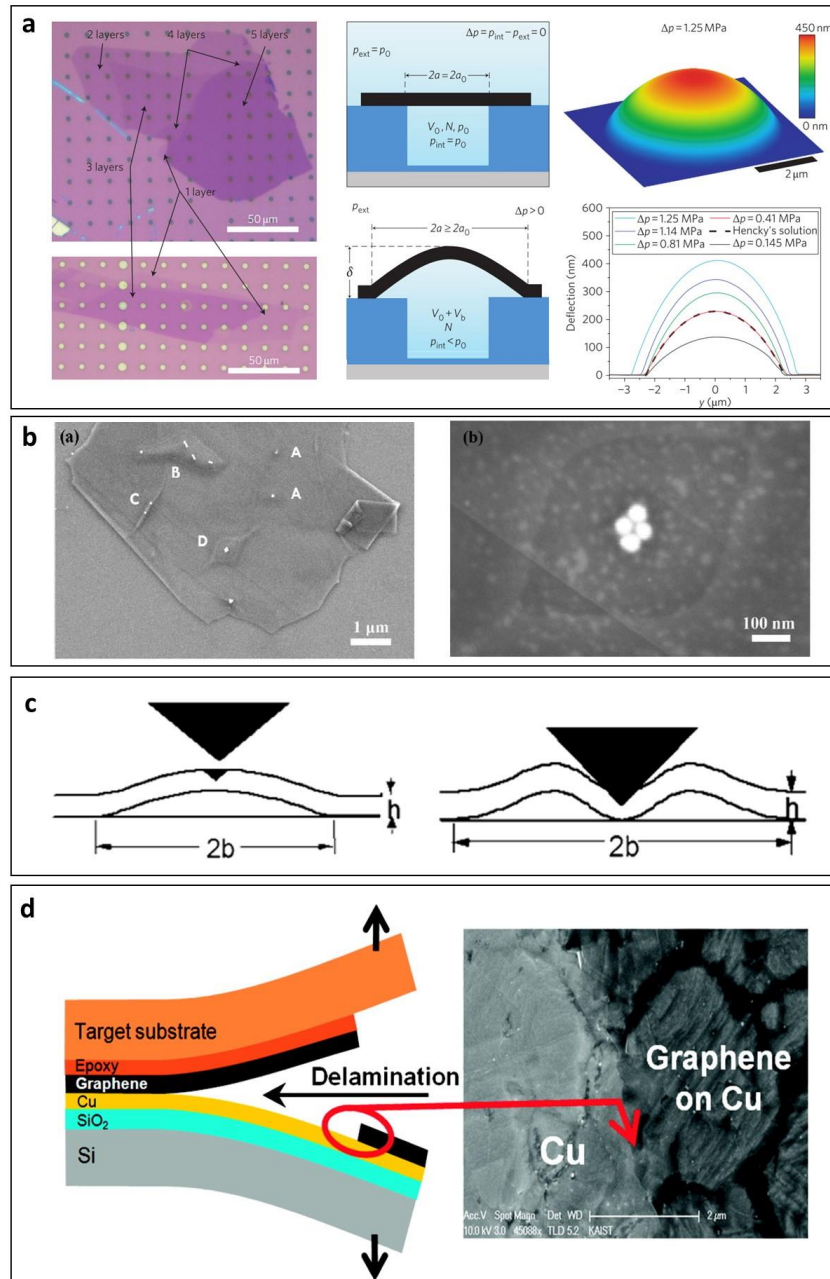 a
2 layers
4 layers
5 layers
3 layers
1 layer
50 μm
50 μm
Δp = p_int − p_ext = 0
p_ext = p_0
2a = 2a_0
V_0, N, p_0
p_int = p_0
p_ext
Δp > 0
2a ≥ 2a_0
δ
V_0 + V_b
N
p_int < p_0
Δp = 1.25 MPa
450 nm
0 nm
2 μm
Δp = 1.25 MPa
Δp = 0.41 MPa
Δp = 1.14 MPa
Hencky's solution
Δp = 0.81 MPa
Δp = 0.145 MPa
Deflection (nm)
600
500
400
300
200
100
0
−3 −2 −1 0 1 2 3
y (μm)
b
(a)
A
B
A
C
D
1 μm
(b)
100 nm
c
h
2b
h
2b
d
Target substrate
Epoxy
Graphene
Cu
SiO2
Si
Delamination
Graphene
on Cu
Cu
Acc.V Spot Magn Det WD
10.0 kV 3.0 45088x TLD 5.2 KAIST
2 μm